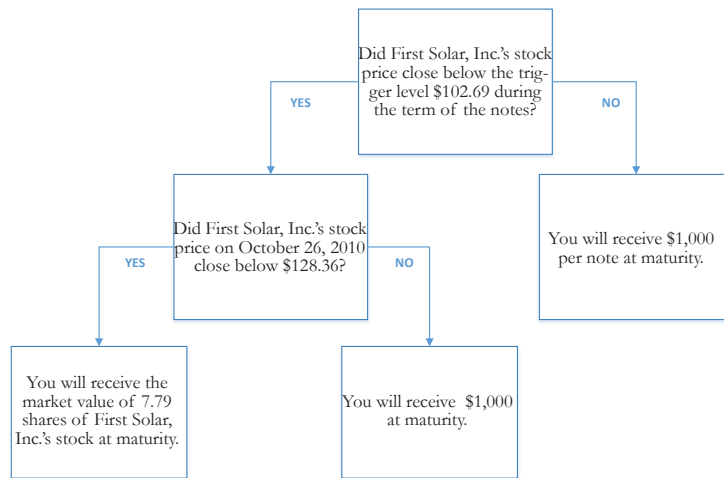 Did First Solar, Inc.'s stock
price close below the trig-
ger level $102.69 during
the term of the notes?
YES
NO
Did First Solar, Inc.'s stock
price on October 26, 2010
close below $128.36?
You will receive $1,000
per note at maturity.
YES
NO
You will receive the
market value of 7.79
shares of First Solar,
Inc.'s stock at maturity.
You will receive $1,000
at maturity.